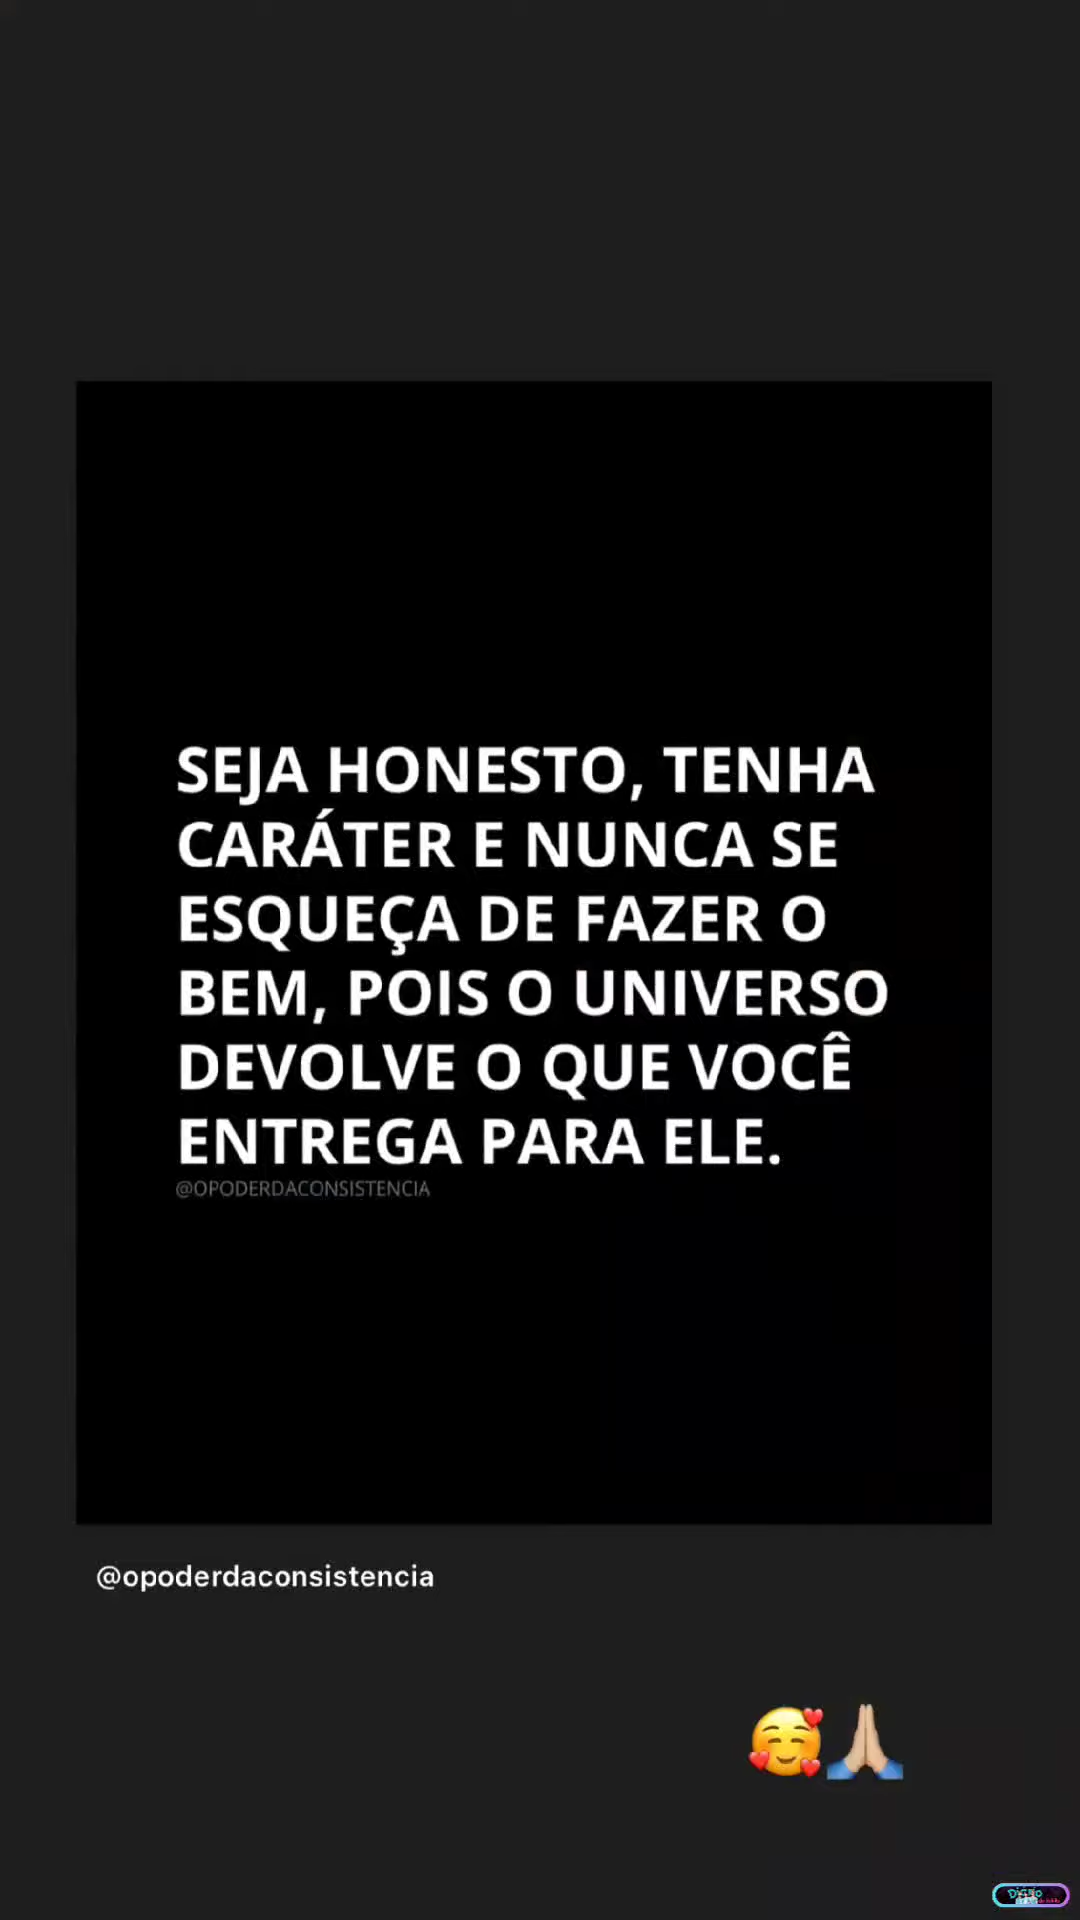 SEJA HONESTO, TENHA
CARÁTER E NUNCA SE
ESQUEÇA DE FAZER O
BEM, POIS O UNIVERSO
DEVOLVE O QUE VOCÊ
ENTREGA PARA ELE.
@OPODERDACONSISTENCIA
@opoderdaconsistencia